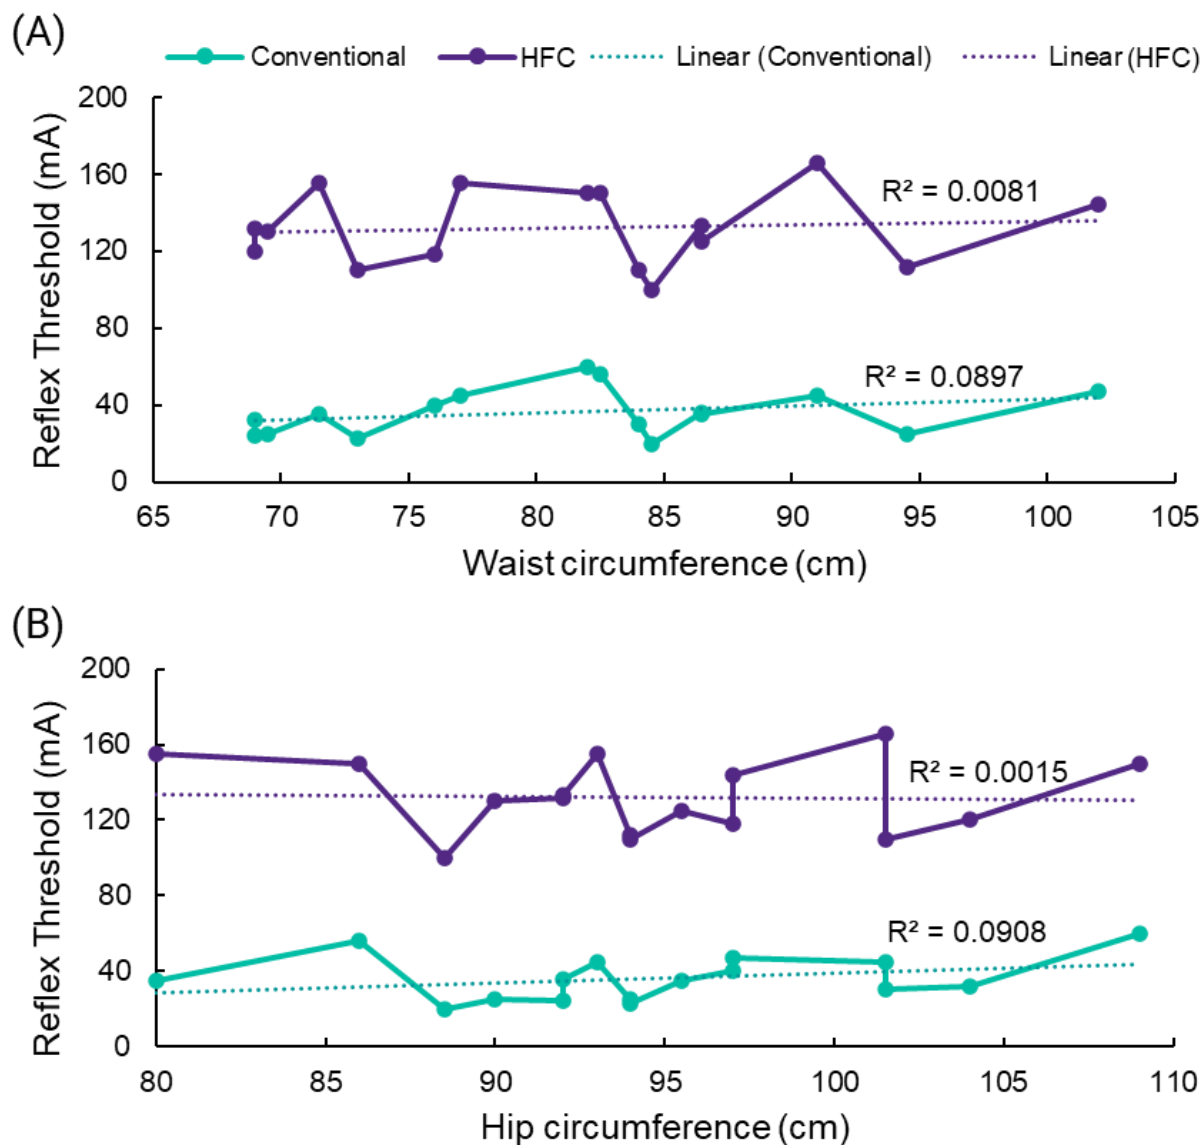 (A)
Conventional HFC Linear (Conventional) Linear (HFC)
200
160
120
80
40
0
Reflex Threshold (mA)
R² = 0.0081
R² = 0.0897
65 70 75 80 85 90 95 100 105
Waist circumference (cm)
(B)
200
160
120
80
40
0
Reflex Threshold (mA)
R² = 0.0015
R² = 0.0908
80 85 90 95 100 105 110
Hip circumference (cm)